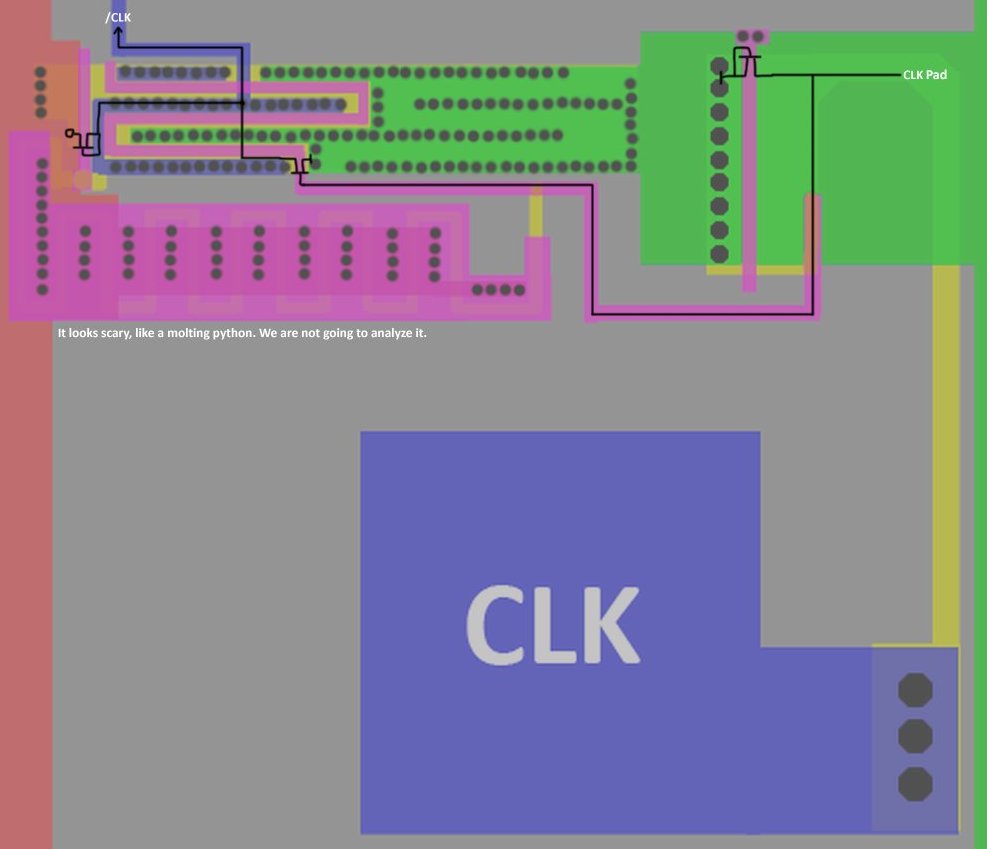 /CLK
CLK Pad
It looks scary, like a molting python. We are not going to analyze it.
CLK